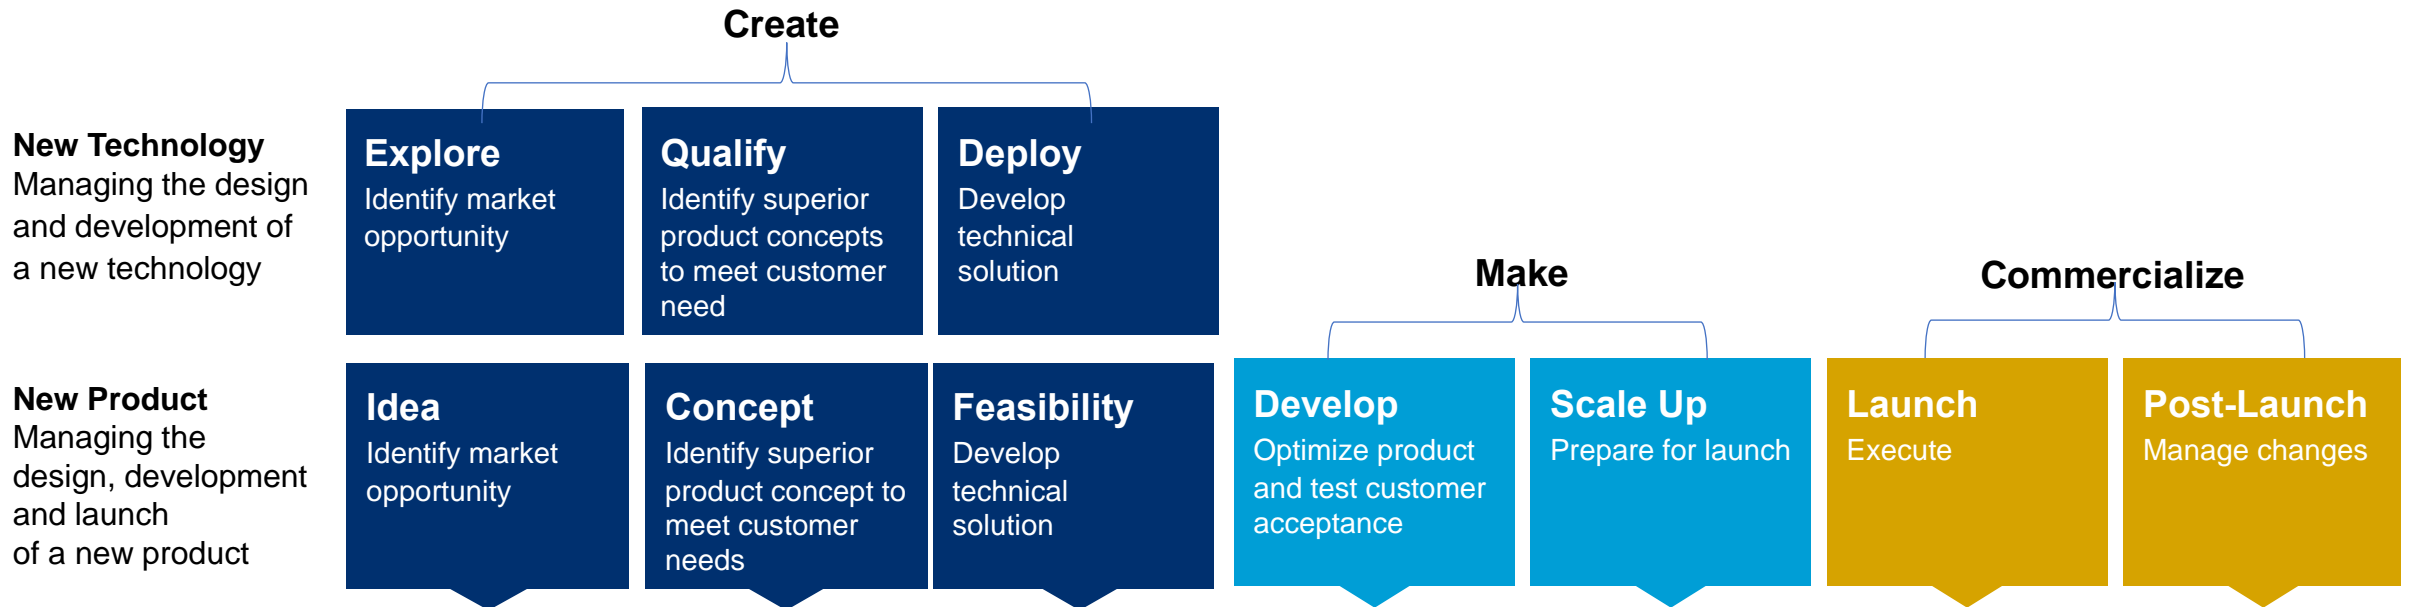 Create
New Technology
Managing the design
and development of
a new technology
Explore
Identify market
opportunity
Qualify
Identify superior
product concepts
to meet customer
need
Deploy
Develop
technical
solution
Make
Commercialize
New Product
Managing the
design, development
and launch
of a new product
Idea
Identify market
opportunity
Concept
Identify superior
product concept to
meet customer
needs
Feasibility
Develop
technical
solution
Develop
Optimize product
and test customer
acceptance
Scale Up
Prepare for launch
Launch
Execute
Post-Launch
Manage changes